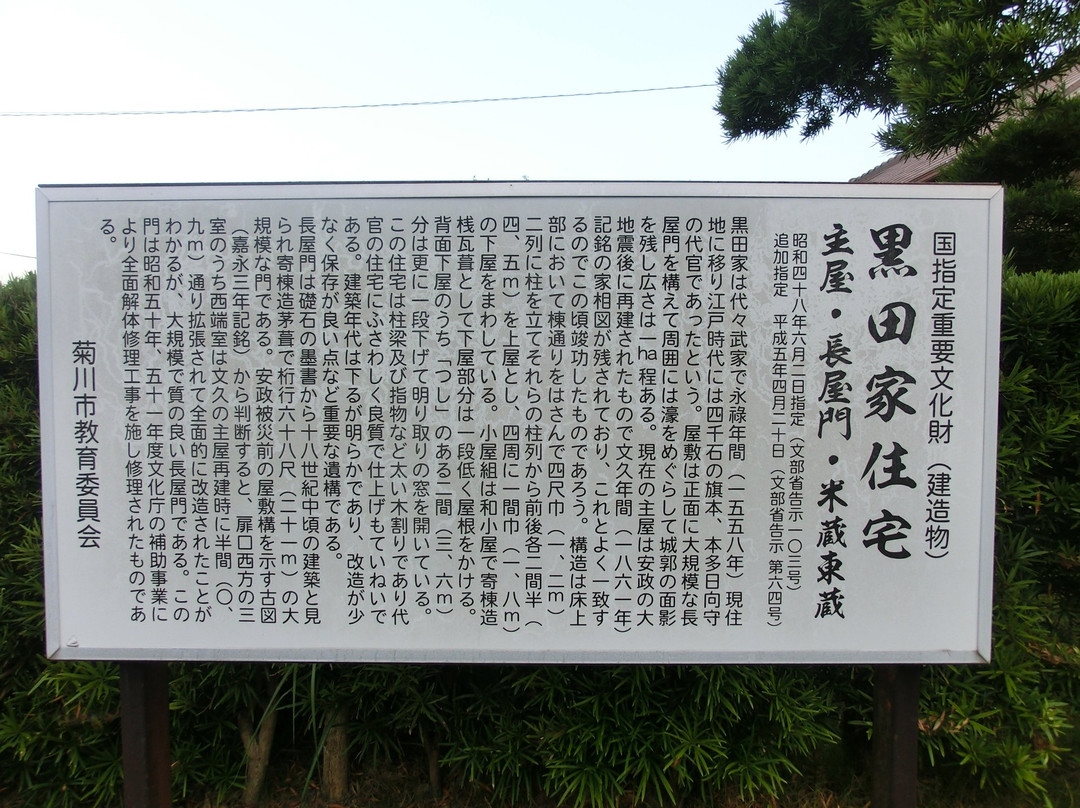 国指定重要文化財（建造物）
黒田家住宅
主屋・長屋門・米蔵東蔵
昭和四十八年六月二日指定（文部省告示一〇三号）
追加指定　平成五年四月二十日（文部省告示 第六四号）
黒田家は代々武家で永禄年間（一五五八年）現住
地に移り江戸時代には四千石の旗本、本多日向守
の代官であったという。屋敷は正面に大規模な長
屋門を構えて周囲には濠をめぐらして城郭の面影
を残し広さは一ha程ある。現在の主屋は安政の大
地震後に再建されたもので文久年間（一八六一年）
記銘の家相図が残されており、これとよく一致す
るのでこの頃竣功したものであろう。構造は床上
部において棟通りをはさんで四尺巾（一、二ｍ）
二列に柱を立てそれらの柱列から前後各二間半（
四、五ｍ）を上屋とし、四周に一間巾（一、八ｍ）
の下屋をまわしている。小屋組は和小屋で寄棟造
桟瓦葺として下屋部分は一段低く屋根をかける。
背面下屋のうち「つし」のある二間（三、六ｍ）
分は更に一段下げて明り取りの窓を開いている。
この住宅は柱梁及び指物など太い木割りであり代
官の住宅にふさわしく良質で仕上げもていねいで
ある。建築年代は下るが明らかであり、改造が少
なく保存が良い点など重要な遺構である。
長屋門は礎石の墨書から十八世紀中頃の建築と見
られ寄棟造茅葺で桁行六十八尺（二十一ｍ）の大
規模な門である。安政被災前の屋敷構を示す古図
（嘉永三年記銘）から判断すると、扉口西方の三
室のうち西端室は文久の主屋再建時に半間（〇、
九ｍ）通り拡張されて全面的に改造されたことが
わかるが、大規模で質の良い長屋門である。この
門は昭和五十年、五十一年度文化庁の補助事業に
より全面解体修理工事を施し修理されたものであ
る。
菊川市教育委員会